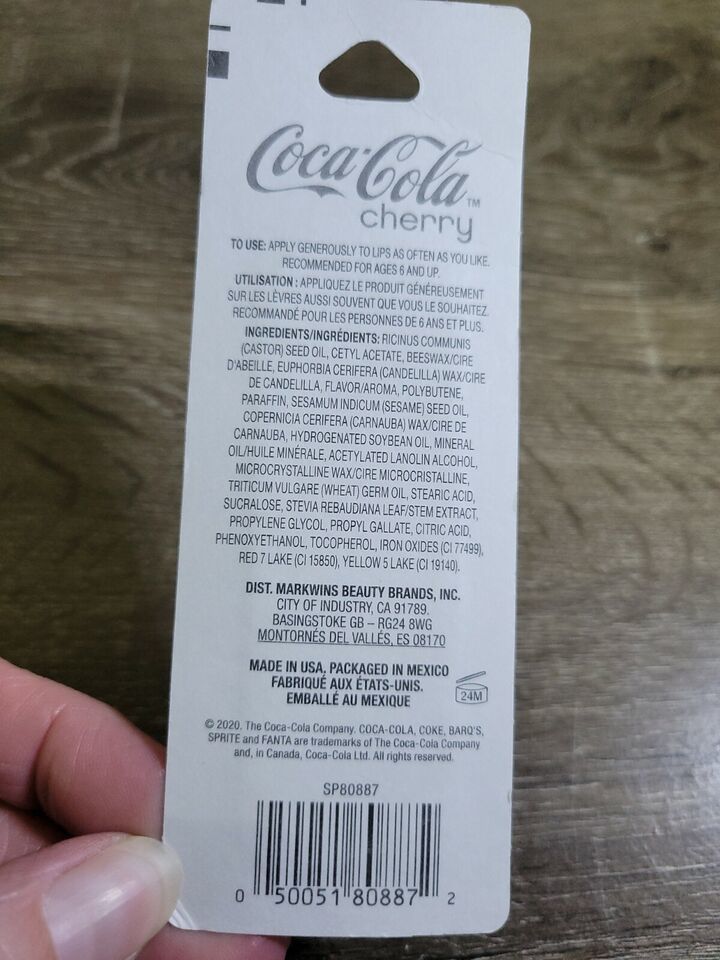 Coca-Cola™
cherry
TO USE: APPLY GENEROUSLY TO LIPS AS OFTEN AS YOU LIKE.
RECOMMENDED FOR AGES 6 AND UP.
UTILISATION : APPLIQUEZ LE PRODUIT GÉNÉREUSEMENT
SUR LES LÈVRES AUSSI SOUVENT QUE VOUS LE SOUHAITEZ.
RECOMMANDÉ POUR LES PERSONNES DE 6 ANS ET PLUS.
INGREDIENTS/INGRÉDIENTS: RICINUS COMMUNIS
(CASTOR) SEED OIL, CETYL ACETATE, BEESWAX/CIRE
D'ABEILLE, EUPHORBIA CERIFERA (CANDELILLA) WAX/CIRE
DE CANDELILLA, FLAVOR/AROMA, POLYBUTENE,
PARAFFIN, SESAMUM INDICUM (SESAME) SEED OIL,
COPERNICIA CERIFERA (CARNAUBA) WAX/CIRE DE
CARNAUBA, HYDROGENATED SOYBEAN OIL, MINERAL
OIL/HUILE MINÉRALE, ACETYLATED LANOLIN ALCOHOL,
MICROCRYSTALLINE WAX/CIRE MICROCRISTALLINE,
TRITICUM VULGARE (WHEAT) GERM OIL, STEARIC ACID,
SUCRALOSE, STEVIA REBAUDIANA LEAF/STEM EXTRACT,
PROPYLENE GLYCOL, PROPYL GALLATE, CITRIC ACID,
PHENOXYETHANOL, TOCOPHEROL, IRON OXIDES (CI 77499),
RED 7 LAKE (CI 15850), YELLOW 5 LAKE (CI 19140).
DIST. MARKWINS BEAUTY BRANDS, INC.
CITY OF INDUSTRY, CA 91789.
BASINGSTOKE GB – RG24 8WG
MONTORNÉS DEL VALLÉS, ES 08170
MADE IN USA, PACKAGED IN MEXICO
FABRIQUÉ AUX ÉTATS-UNIS.
EMBALLÉ AU MEXIQUE
24M
© 2020. The Coca-Cola Company. COCA-COLA, COKE, BARQ'S,
SPRITE and FANTA are trademarks of The Coca-Cola Company
and, in Canada, Coca-Cola Ltd. All rights reserved.
SP80887
0 50051 80887 2